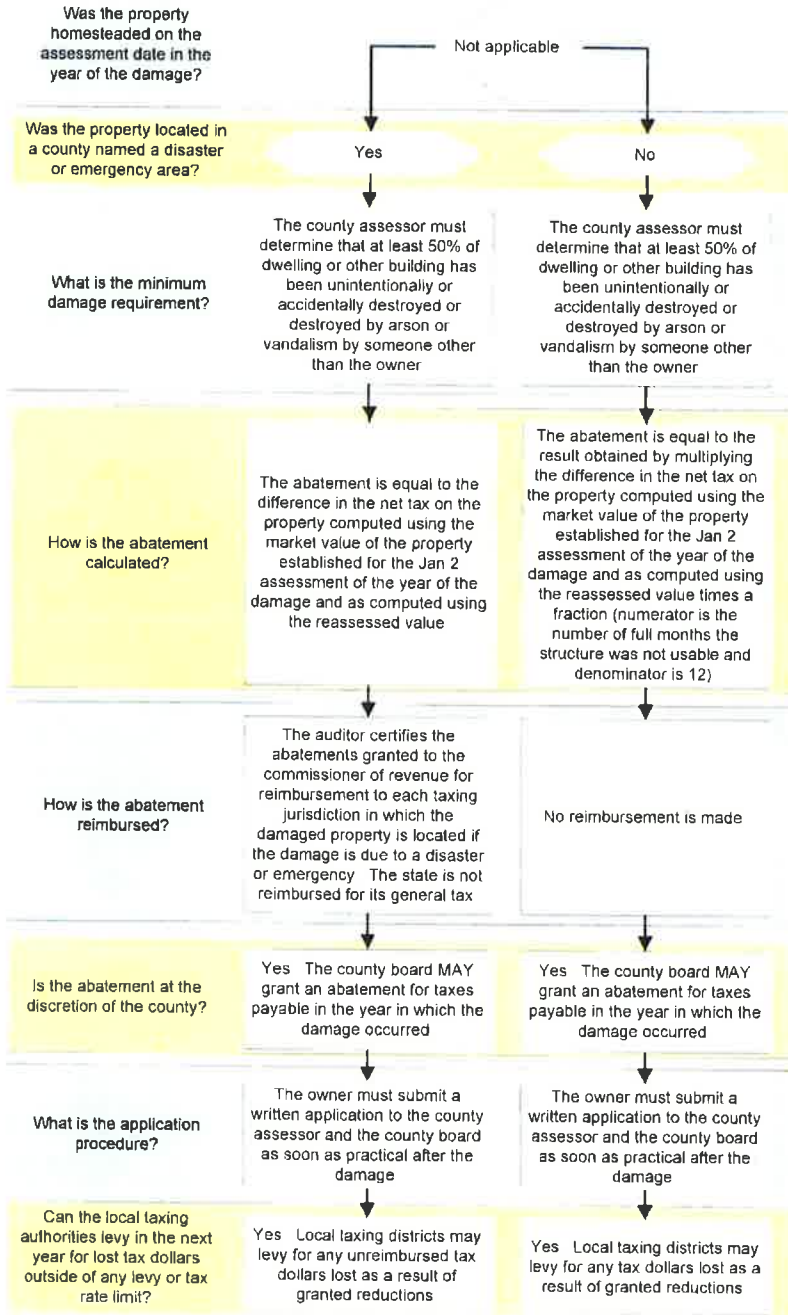 Was the property
homesteaded on the
assessment date in the
year of the damage?
Not applicable
Was the property located in
a county named a disaster
or emergency area?
Yes
No
What is the minimum
damage requirement?
The county assessor must
determine that at least 50% of
dwelling or other building has
been unintentionally or
accidentally destroyed or
destroyed by arson or
vandalism by someone other
than the owner
The county assessor must
determine that at least 50% of
dwelling or other building has
been unintentionally or
accidentally destroyed or
destroyed by arson or
vandalism by someone other
than the owner
How is the abatement
calculated?
The abatement is equal to the
difference in the net tax on the
property computed using the
market value of the property
established for the Jan 2
assessment of the year of the
damage and as computed using
the reassessed value
The abatement is equal to the
result obtained by multiplying
the difference in the net tax on
the property computed using the
market value of the property
established for the Jan 2
assessment of the year of the
damage and as computed using
the reassessed value times a
fraction (numerator is the
number of full months the
structure was not usable and
denominator is 12)
How is the abatement
reimbursed?
The auditor certifies the
abatements granted to the
commissioner of revenue for
reimbursement to each taxing
jurisdiction in which the
damaged property is located if
the damage is due to a disaster
or emergency The state is not
reimbursed for its general tax
No reimbursement is made
Is the abatement at the
discretion of the county?
Yes The county board MAY
grant an abatement for taxes
payable in the year in which the
damage occurred
Yes The county board MAY
grant an abatement for taxes
payable in the year in which the
damage occurred
What is the application
procedure?
The owner must submit a
written application to the county
assessor and the county board
as soon as practical after the
damage
The owner must submit a
written application to the county
assessor and the county board
as soon as practical after the
damage
Can the local taxing
authorities levy in the next
year for lost tax dollars
outside of any levy or tax
rate limit?
Yes Local taxing districts may
levy for any unreimbursed tax
dollars lost as a result of
granted reductions
Yes Local taxing districts may
levy for any tax dollars lost as a
result of granted reductions